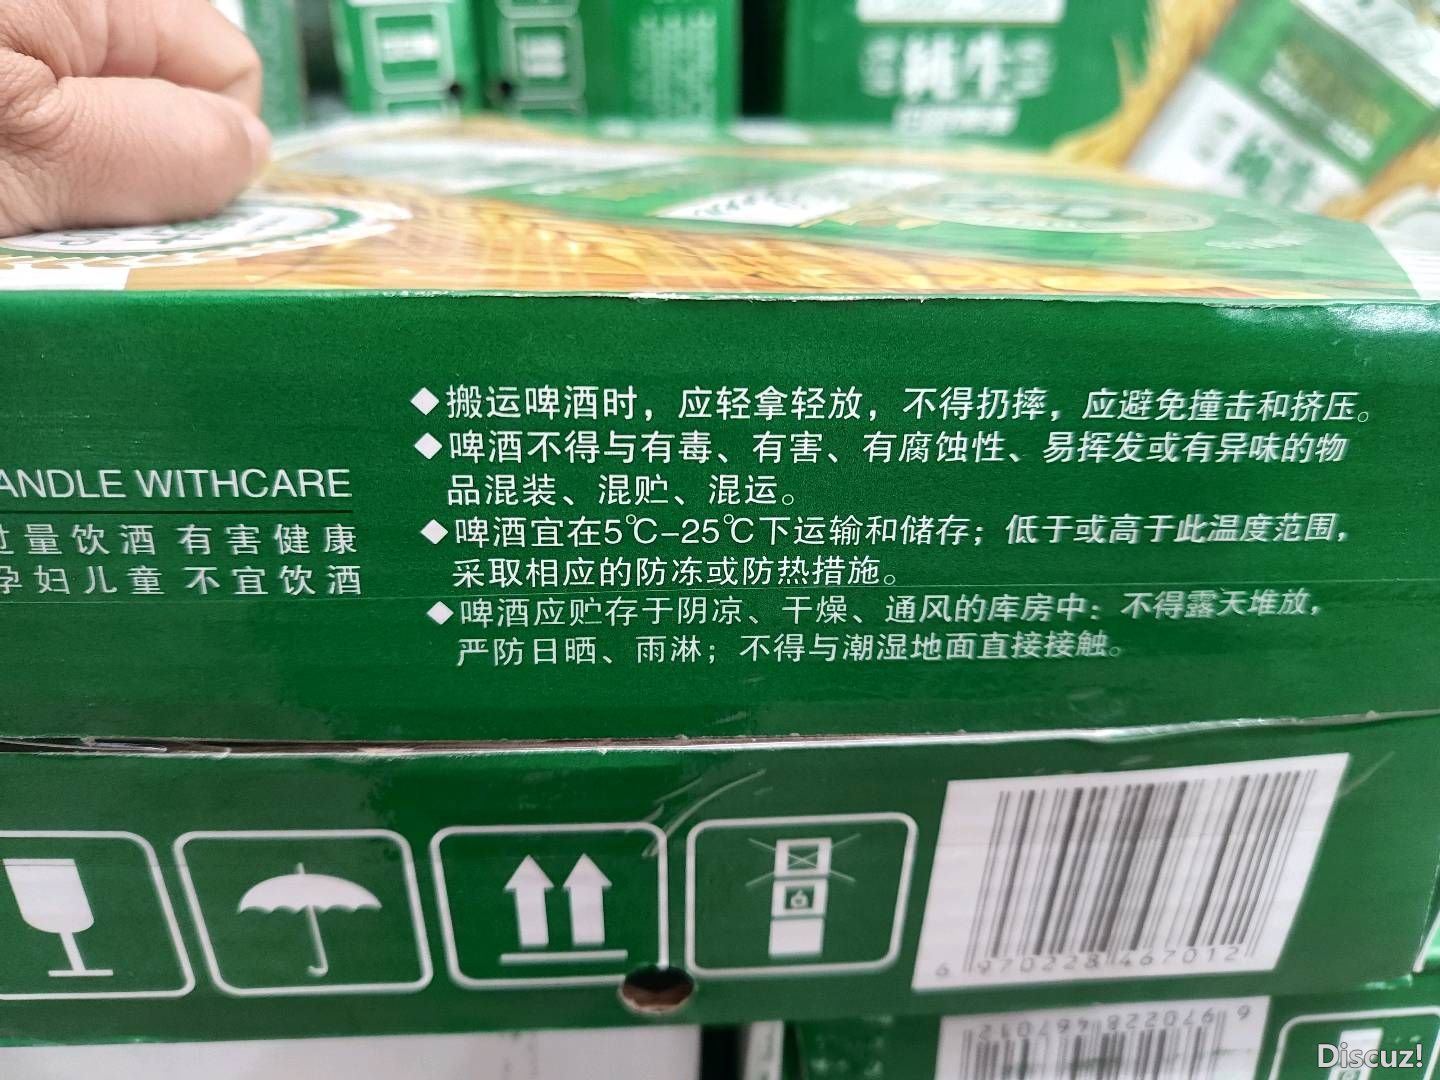 纯生
◆搬运啤酒时，应轻拿轻放，不得扔摔，应避免撞击和挤压。
◆啤酒不得与有毒、有害、有腐蚀性、易挥发或有异味的物
品混装、混贮、混运。
◆啤酒宜在5℃-25℃下运输和储存；低于或高于此温度范围，
采取相应的防冻或防热措施。
◆啤酒应贮存于阴凉、干燥、通风的库房中：不得露天堆放，
严防日晒、雨淋；不得与潮湿地面直接接触。
ANDLE WITHCARE
过量饮酒 有害健康
孕妇儿童 不宜饮酒
6 970228 467012
6 970228 467012
Discuz!